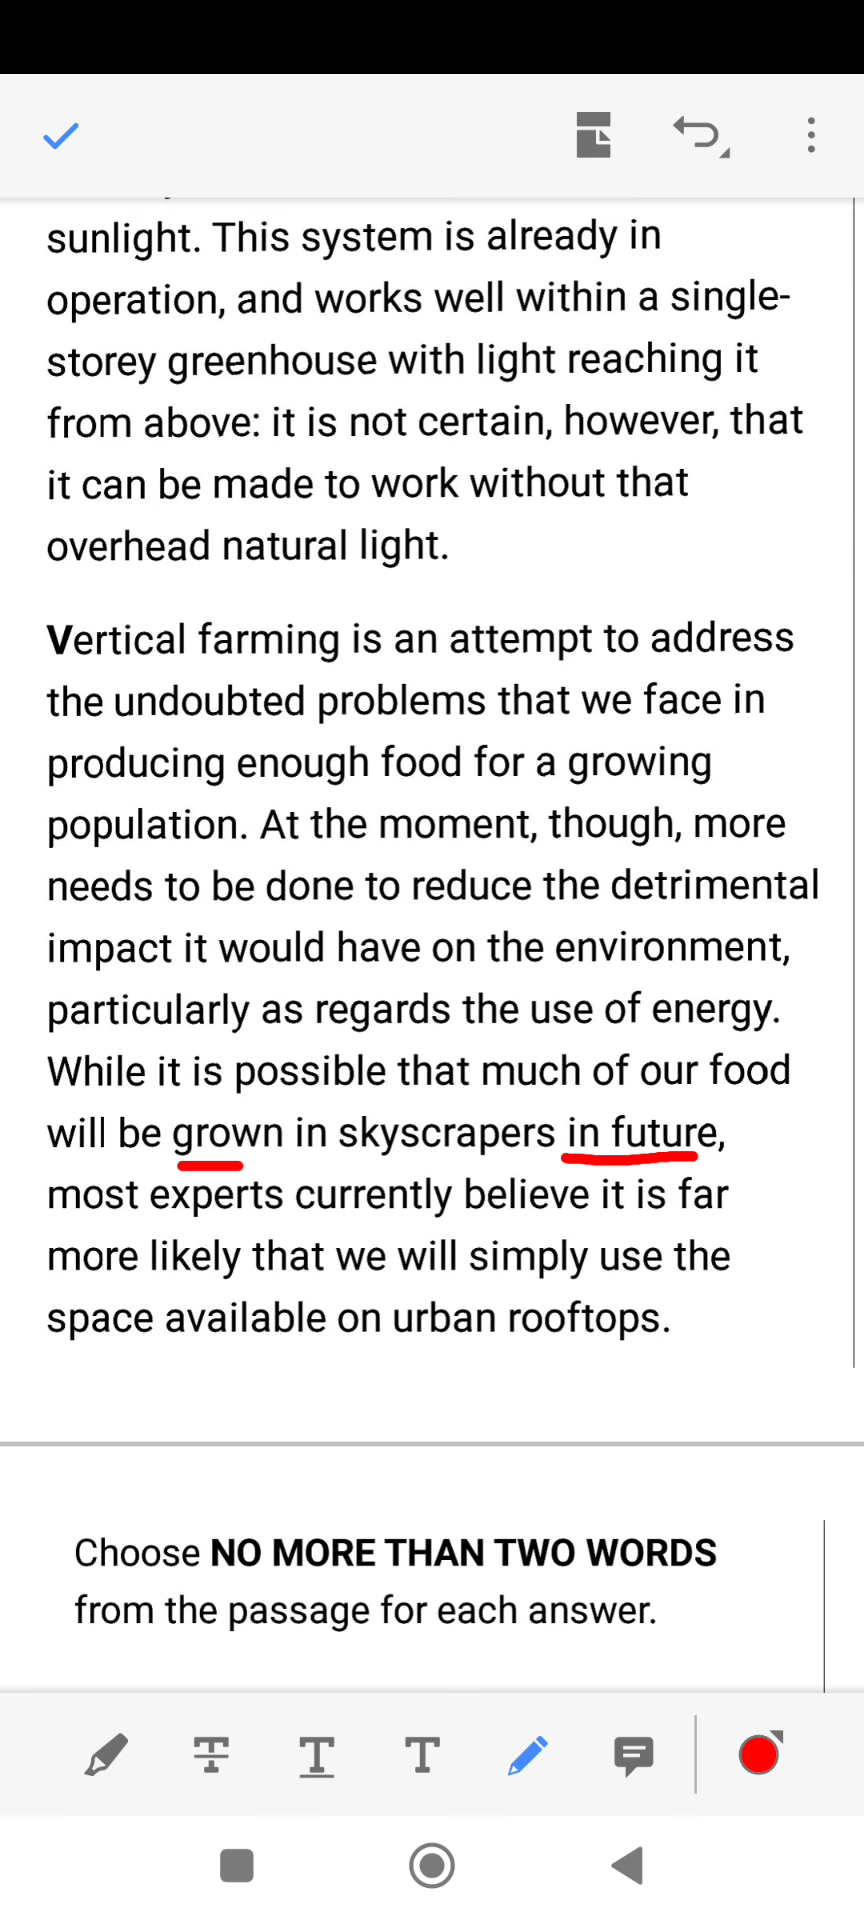 sunlight. This system is already in
operation, and works well within a single-
storey greenhouse with light reaching it
from above: it is not certain, however, that
it can be made to work without that
overhead natural light.
Vertical farming is an attempt to address
the undoubted problems that we face in
producing enough food for a growing
population. At the moment, though, more
needs to be done to reduce the detrimental
impact it would have on the environment,
particularly as regards the use of energy.
While it is possible that much of our food
will be grown in skyscrapers in future,
most experts currently believe it is far
more likely that we will simply use the
space available on urban rooftops.
Choose NO MORE THAN TWO WORDS
from the passage for each answer.